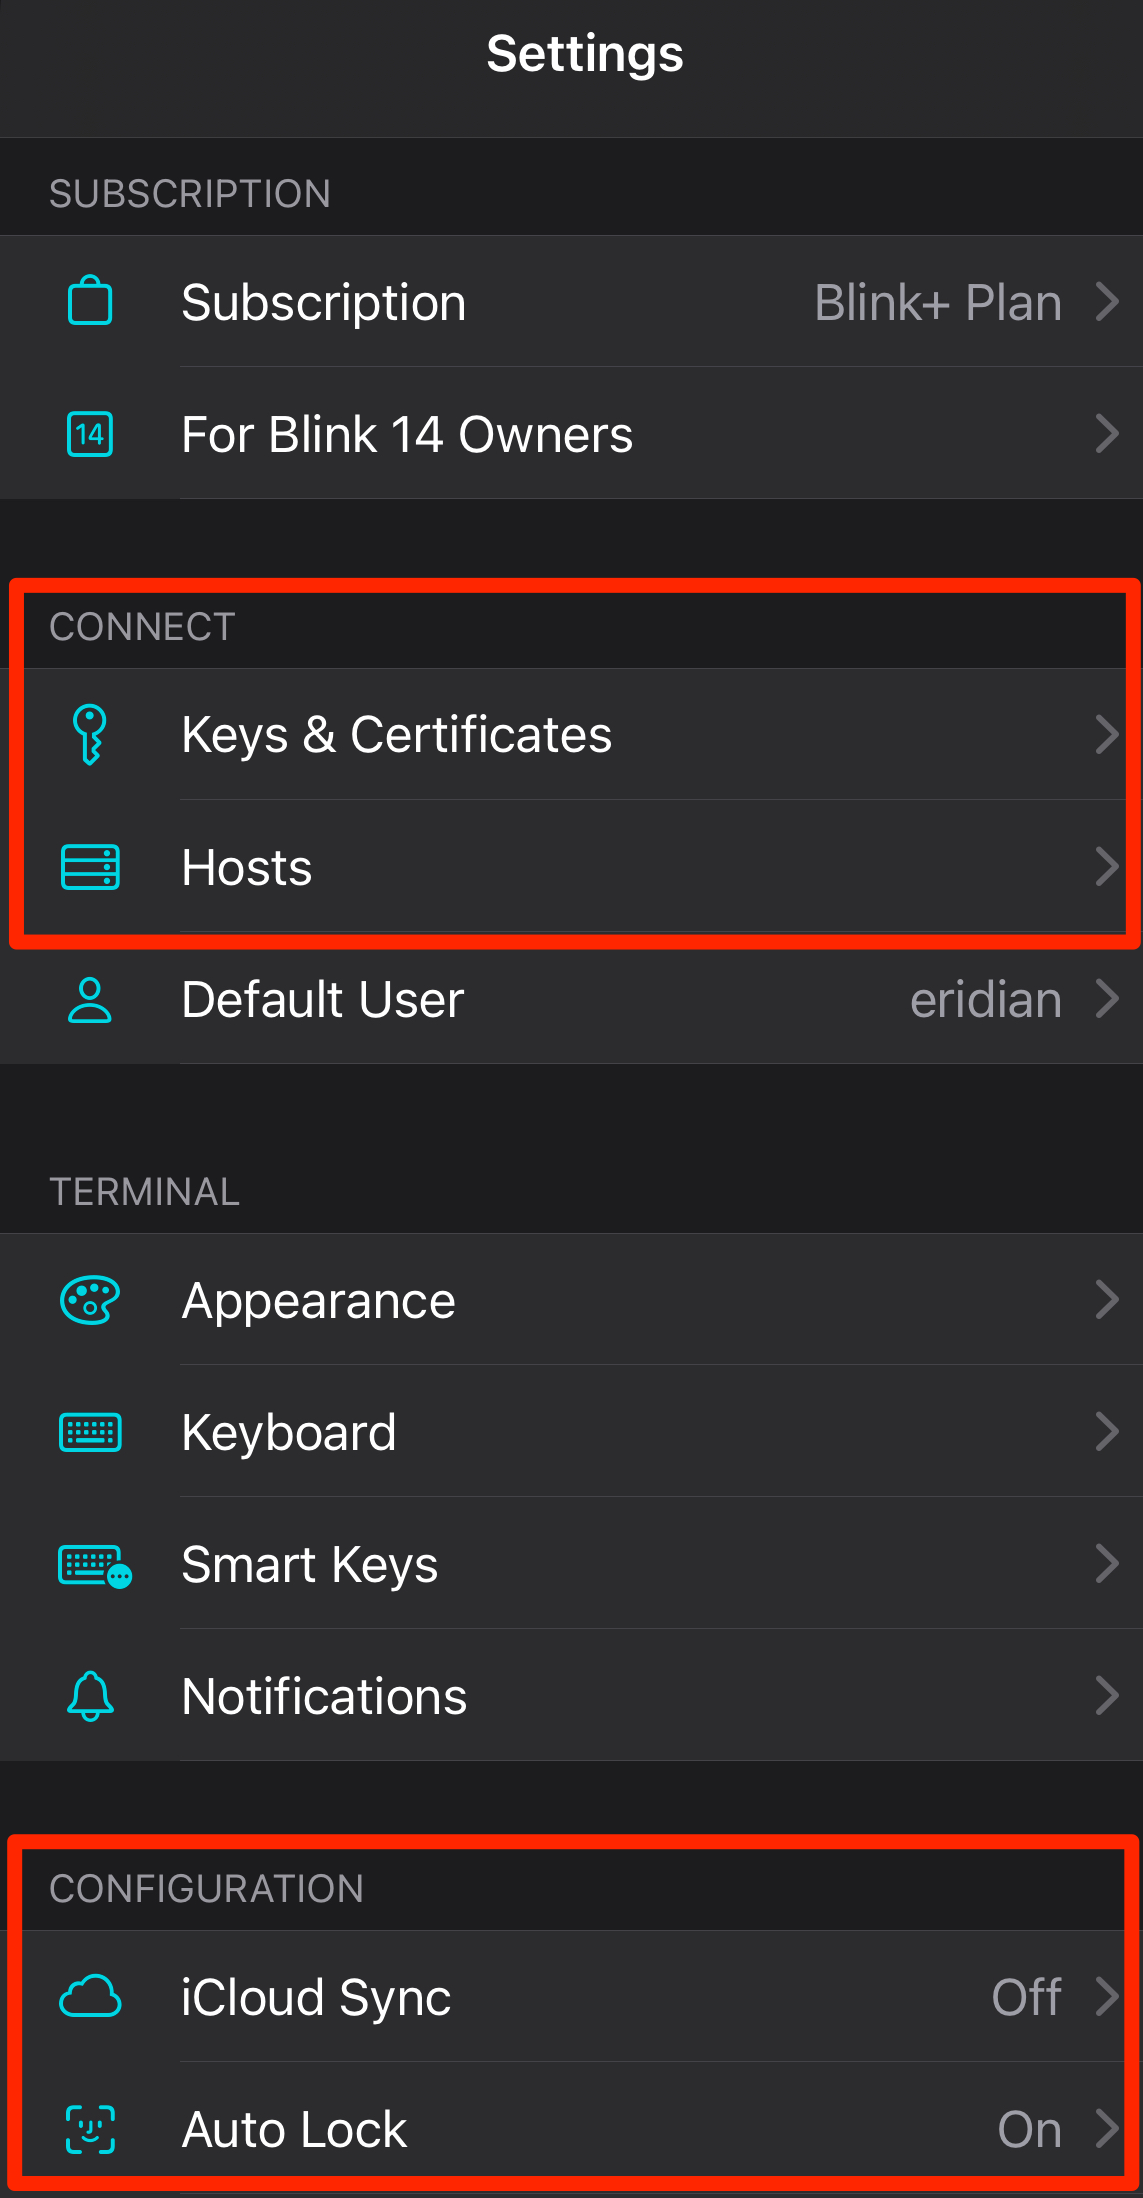 Settings
SUBSCRIPTION
Subscription Blink+ Plan
14 For Blink 14 Owners
CONNECT
Keys & Certificates
Hosts
Default User eridian
TERMINAL
Appearance
Keyboard
Smart Keys
Notifications
CONFIGURATION
iCloud Sync Off
Auto Lock On